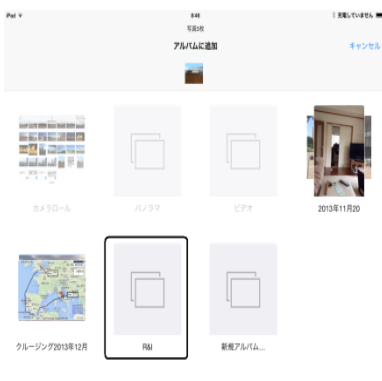 iPad 8:46 充電していません
写真1枚
アルバムに追加 キャンセル
カメラロール パノラマ ビデオ 2013年11月20
クルージング2013年12月 R&I 新規アルバム...